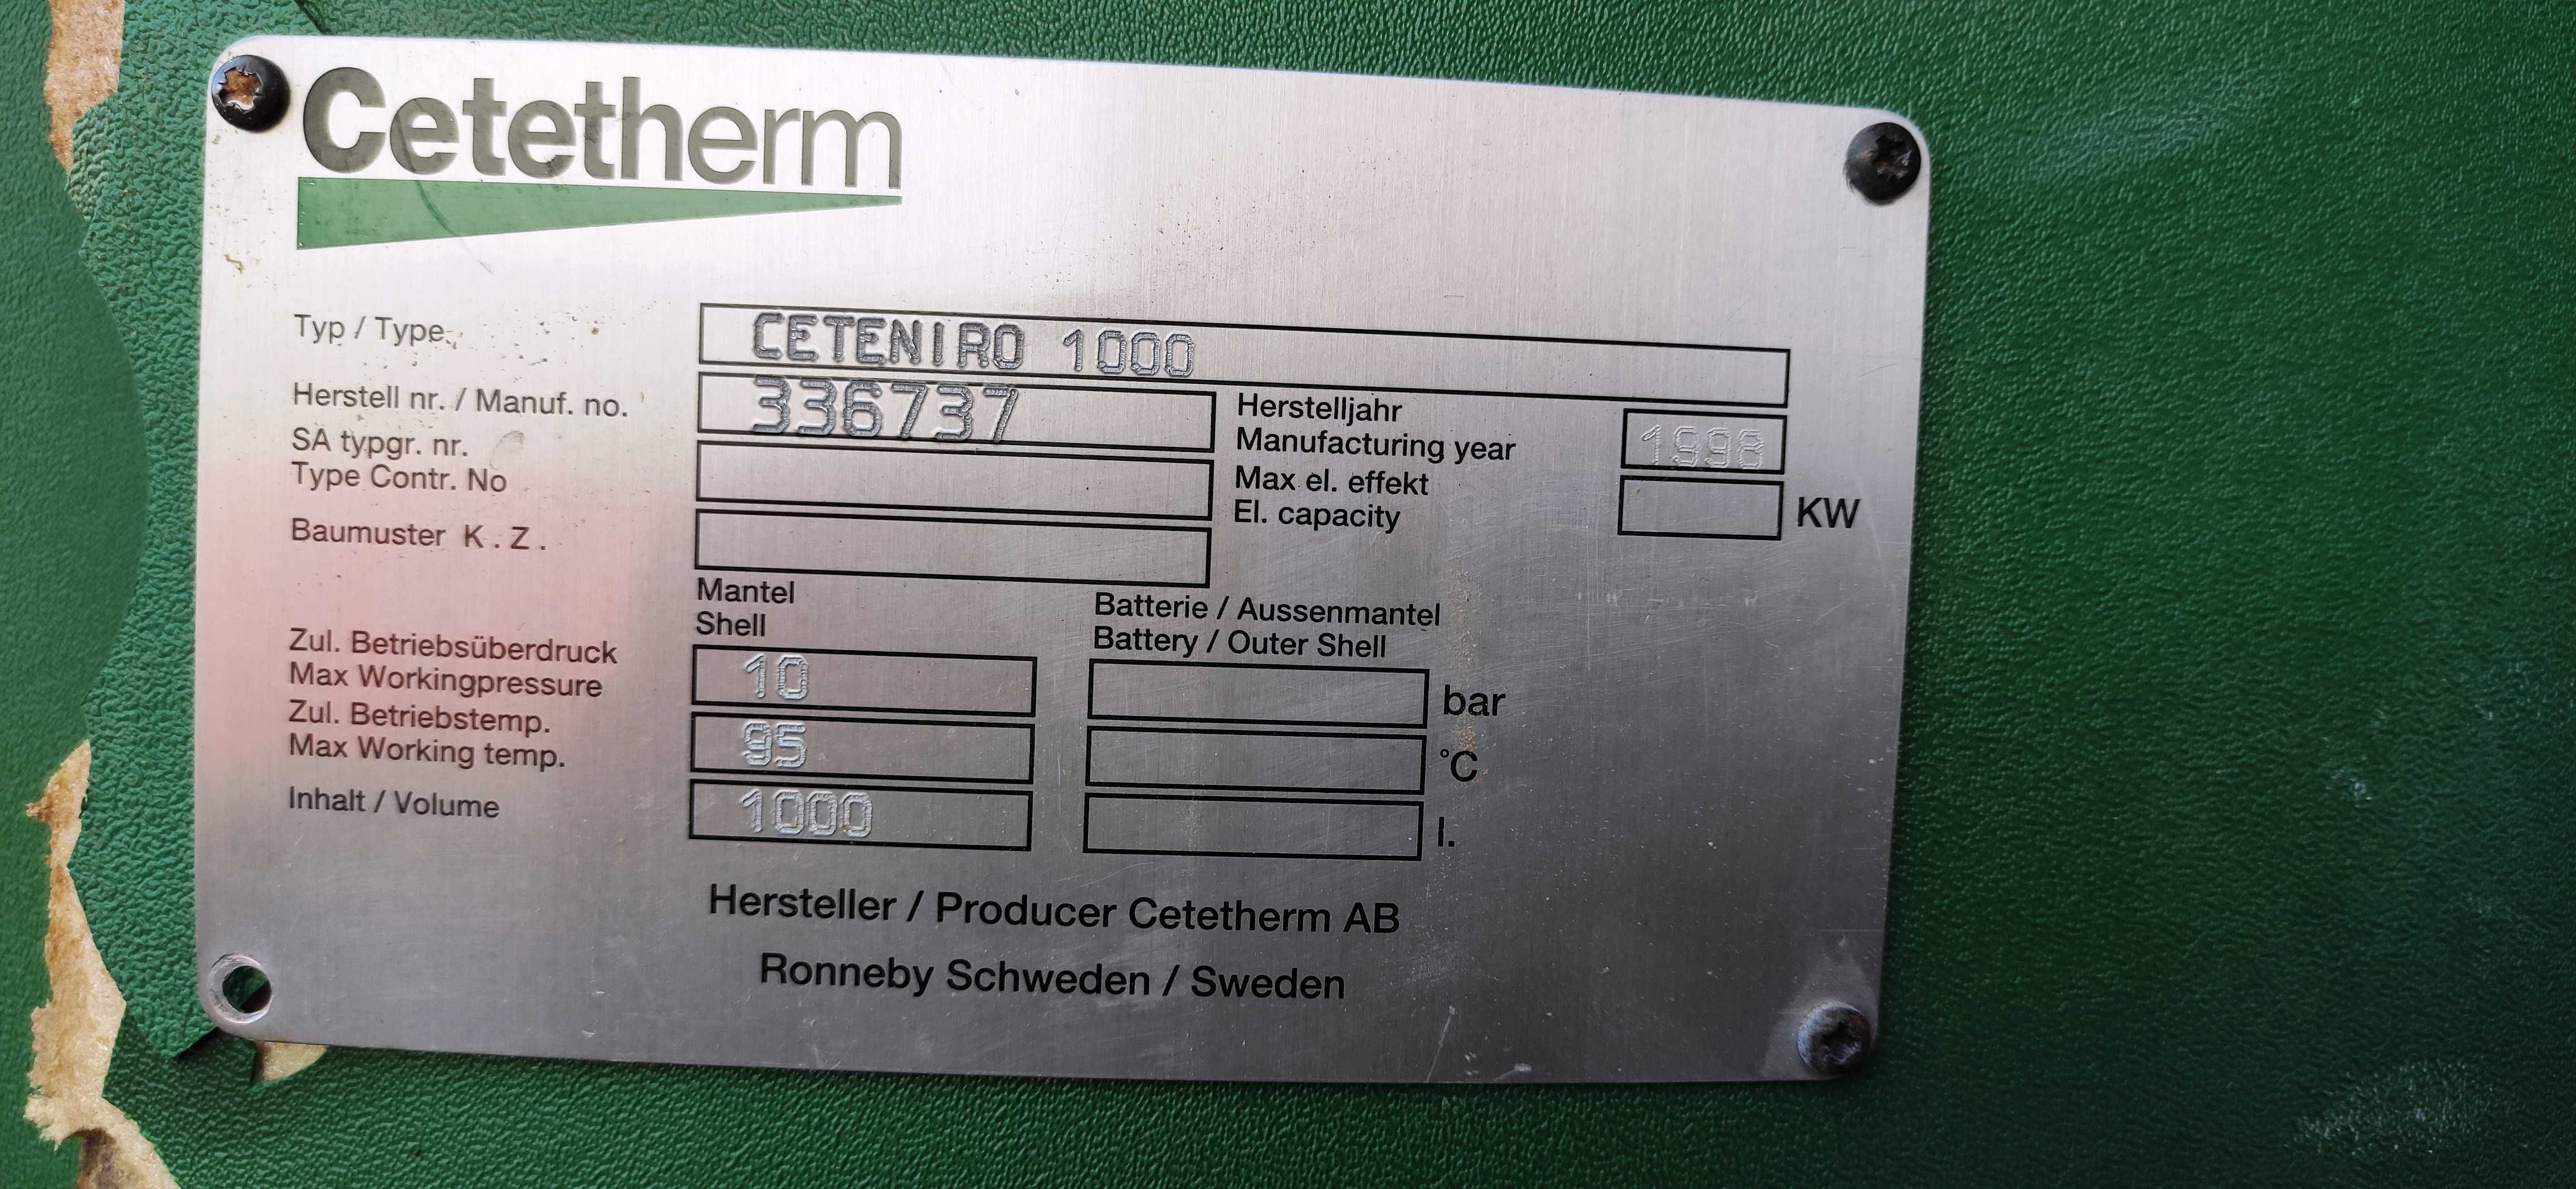 Cetetherm
Typ / Type CETENIRO 1000
Herstell nr. / Manuf. no. 336737
Herstelljahr
Manufacturing year 1998
SA typgr. nr.
Type Contr. No
Max el. effekt
El. capacity KW
Baumuster K . Z .
Mantel
Shell
Batterie / Aussenmantel
Battery / Outer Shell
Zul. Betriebsüberdruck
Max Workingpressure 10 bar
Zul. Betriebstemp.
Max Working temp. 95 °C
Inhalt / Volume 1000 l.
Hersteller / Producer Cetetherm AB
Ronneby Schweden / Sweden